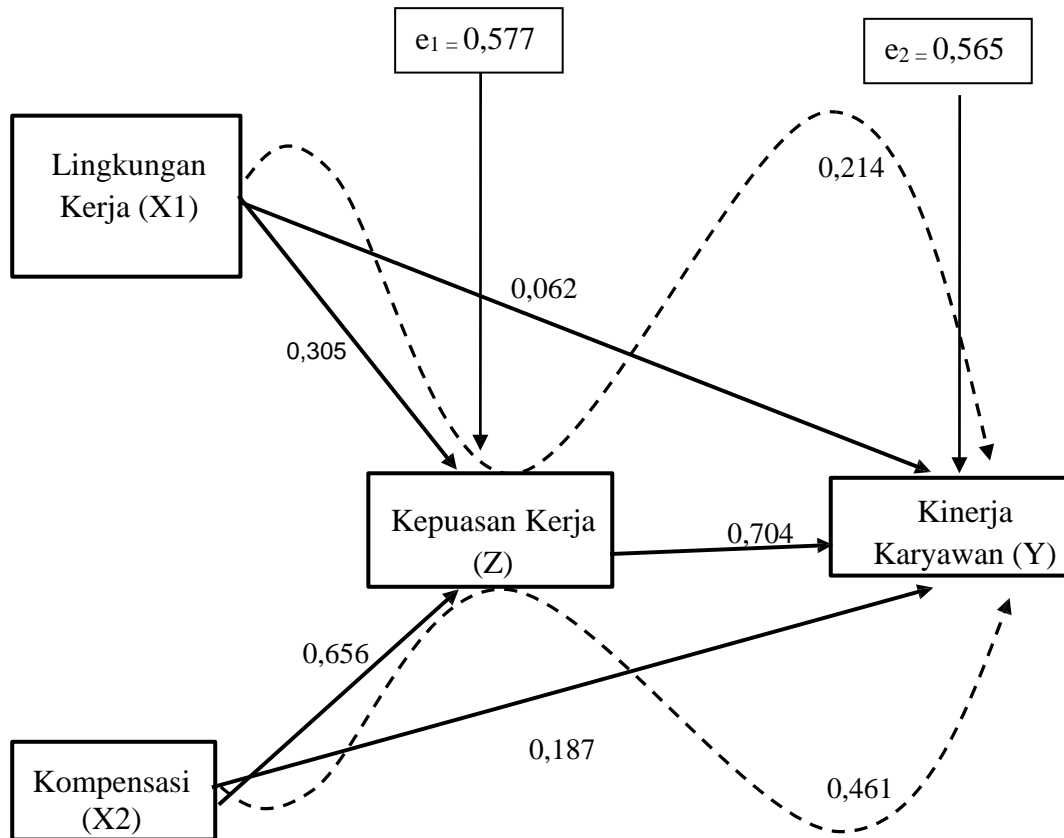 e₁ = 0,577
e₂ = 0,565
Lingkungan
Kerja (X1)
0,214
0,062
0,305
Kepuasan Kerja
(Z)
0,704
Kinerja
Karyawan (Y)
0,656
0,187
Kompensasi
(X2)
0,461